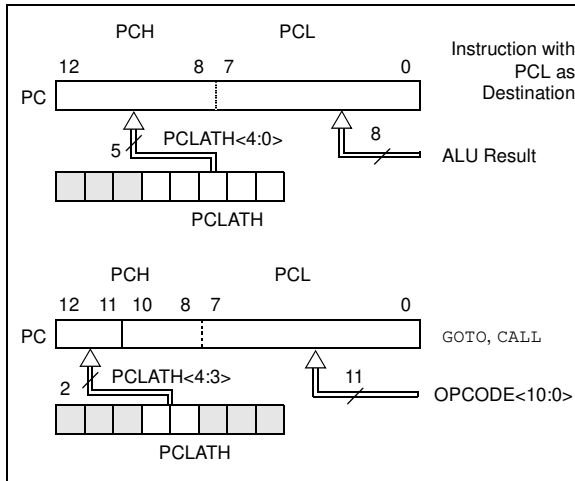 PCH PCL
12 8 7 0
Instruction with
PCL as
Destination
PC
5 PCLATH<4:0>
8
ALU Result
PCLATH
PCH PCL
12 11 10 8 7 0
PC
GOTO, CALL
2 PCLATH<4:3>
11
OPCODE<10:0>
PCLATH